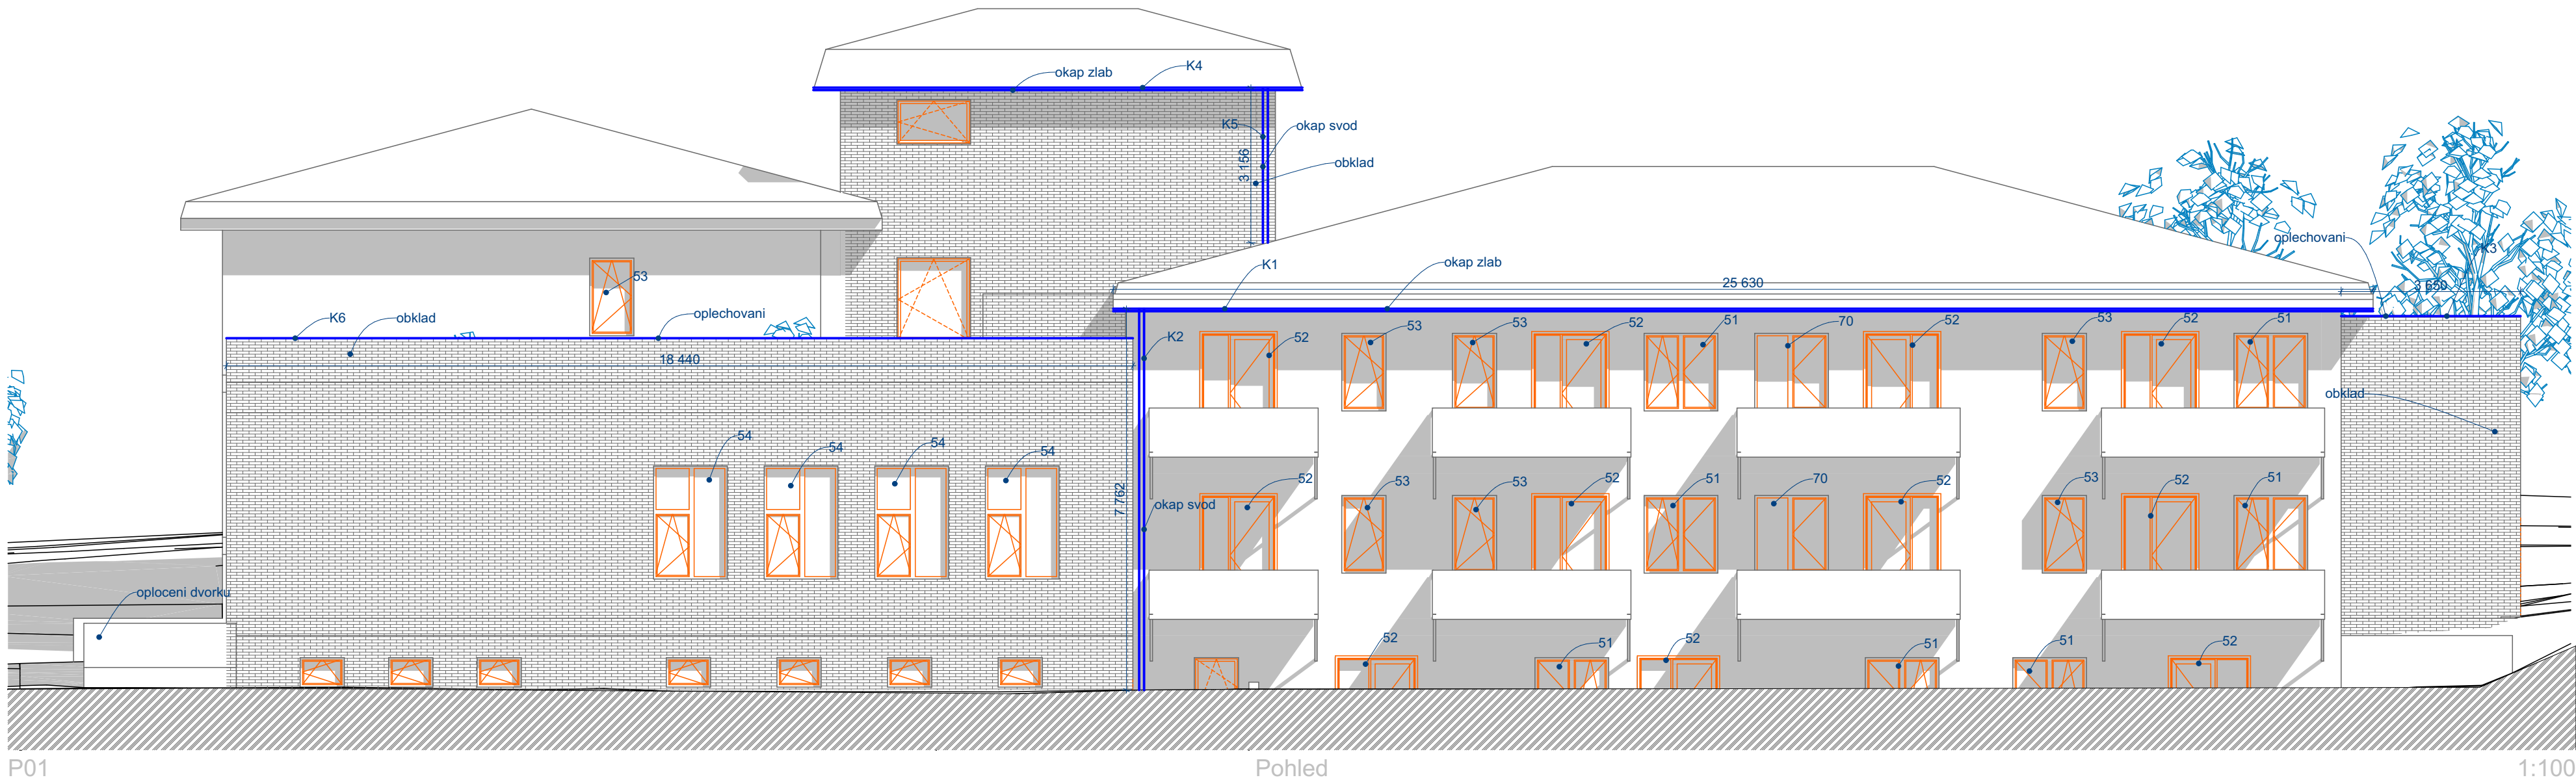 okap zlab
K4
K5
okap svod
3 156
obklad
oplechovani
K3
53
K1
okap zlab
25 630
3 650
K6
obklad
oplechovani
K2
52
53
53
52
51
70
52
53
52
51
18 440
obklad
54
54
54
54
7 762
okap svod
52
53
53
52
51
70
52
53
52
51
oploceni dvorku
52
51
52
51
51
52
P01
Pohled
1:100